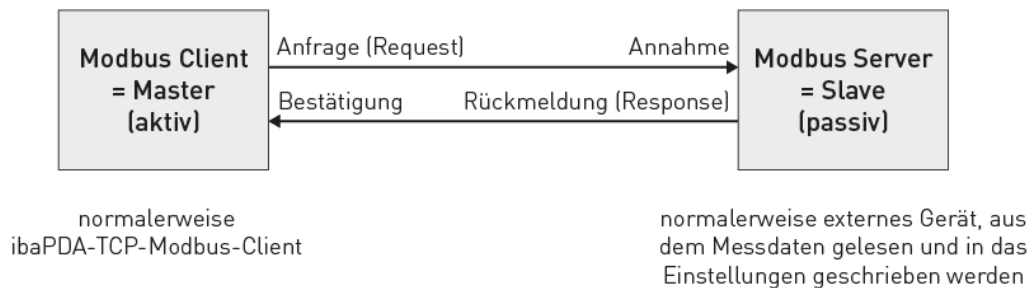 Modbus Client
= Master
(aktiv)
Anfrage (Request)
Annahme
Bestätigung
Rückmeldung (Response)
Modbus Server
= Slave
(passiv)
normalerweise
ibaPDA-TCP-Modbus-Client
normalerweise externes Gerät, aus
dem Messdaten gelesen und in das
Einstellungen geschrieben werden